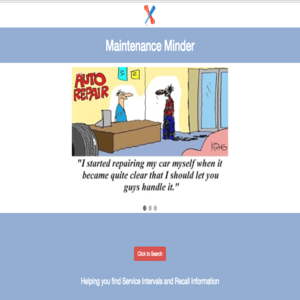 Maintenance Minder
AUTO
REPAIR
"I started repairing my car myself when it
became quite clear that I should let you
guys handle it."
Click to Search
Helping you find Service Intervals and Recall Information